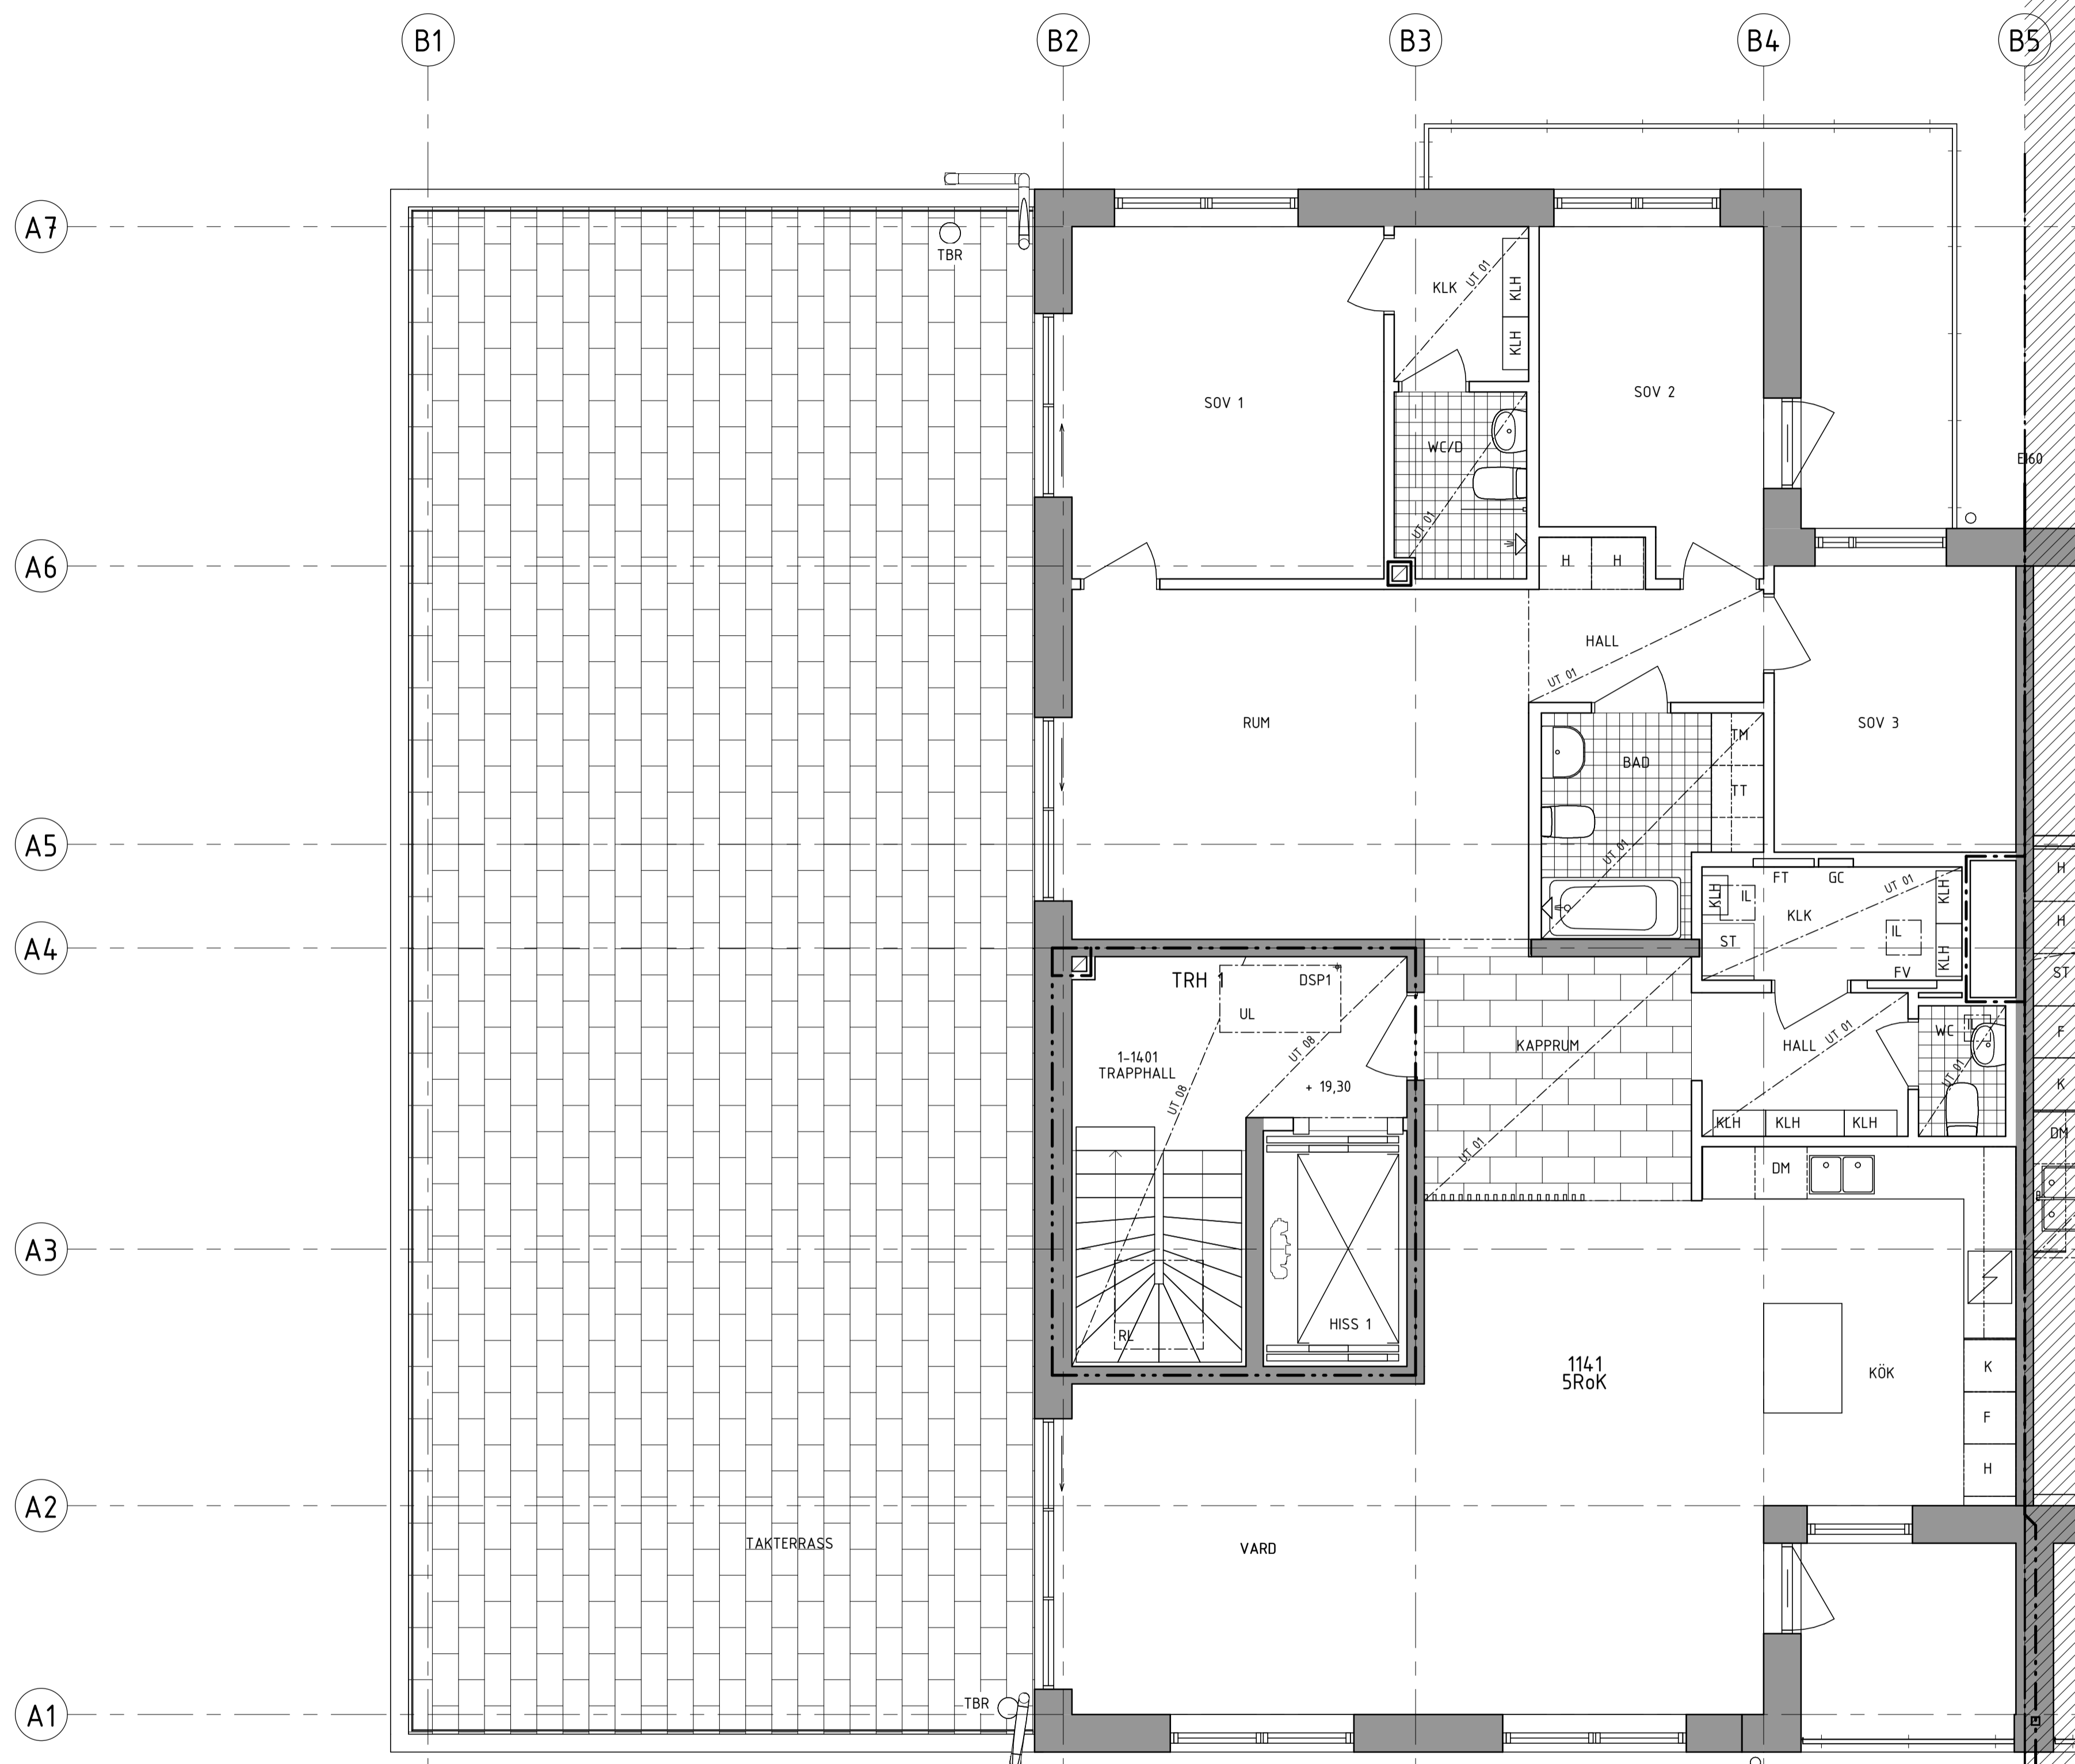 B1 B2 B3 B4 B5
A7
TBR
KLK
UT 01
KLH
KLH
SOV 1
SOV 2
WC/D
UT 01
EI60
A6
H H
HALL
UT 01
RUM
SOV 3
BAD
TM
TT
UT 01
A5
H
FT GC
KLH
IL
KLK
UT 01
KLH
H
A4
ST
IL
KLH
FV
ST
TRH 1
DSP1
UL
UT 08
1-1401
TRAPPHALL
+ 19,30
UT 08
KAPPRUM
UT 01
HALL
UT 01
WC
IL
UT 01
F
K
KLH KLH KLH
DM
DM
A3
RL
HISS 1
1141
5RoK
KÖK
K
F
H
A2
TAKTERRASS
VARD
TBR
A1